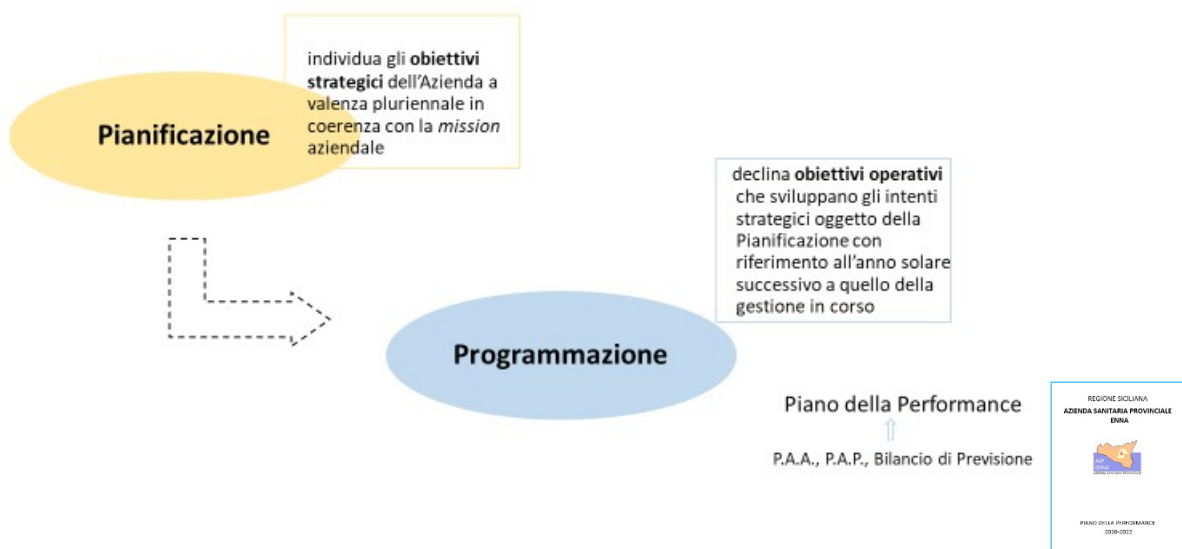 individua gli obiettivi
strategici dell'Azienda a
valenza pluriennale in
coerenza con la mission
aziendale
Pianificazione
declina obiettivi operativi
che sviluppano gli intenti
strategici oggetto della
Pianificazione con
riferimento all'anno solare
successivo a quello della
gestione in corso
Programmazione
Piano della Performance
P.A.A., P.A.P., Bilancio di Previsione
REGIONE SICILIANA
AZIENDA SANITARIA PROVINCIALE
ENNA
ASP
ENNA
PIANO DELLA PERFORMANCE
2020-2022